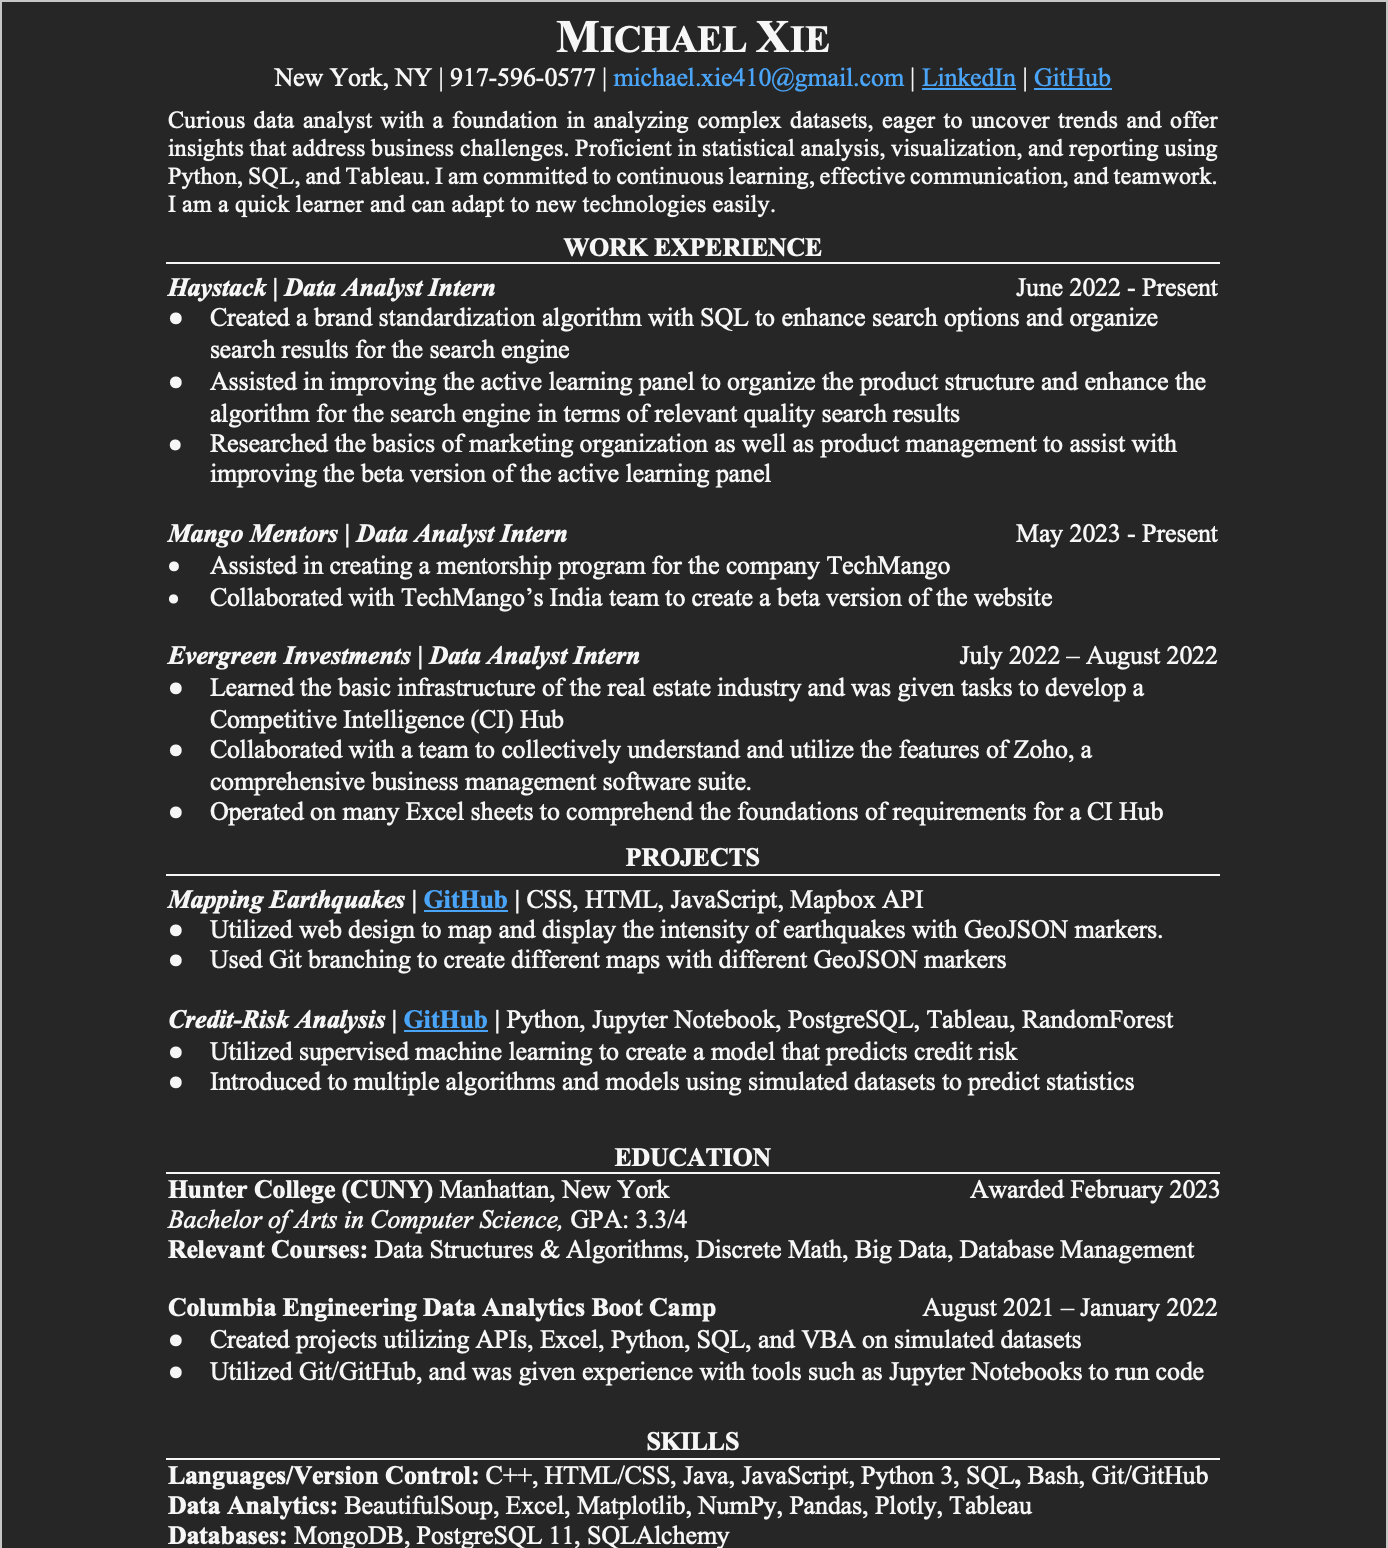 MICHAEL XIE
New York, NY | 917-596-0577 | michael.xie410@gmail.com | LinkedIn | GitHub
Curious data analyst with a foundation in analyzing complex datasets, eager to uncover trends and offer
insights that address business challenges. Proficient in statistical analysis, visualization, and reporting using
Python, SQL, and Tableau. I am committed to continuous learning, effective communication, and teamwork.
I am a quick learner and can adapt to new technologies easily.
WORK EXPERIENCE
Haystack | Data Analyst Intern June 2022 - Present
● Created a brand standardization algorithm with SQL to enhance search options and organize
search results for the search engine
● Assisted in improving the active learning panel to organize the product structure and enhance the
algorithm for the search engine in terms of relevant quality search results
● Researched the basics of marketing organization as well as product management to assist with
improving the beta version of the active learning panel
Mango Mentors | Data Analyst Intern May 2023 - Present
● Assisted in creating a mentorship program for the company TechMango
● Collaborated with TechMango’s India team to create a beta version of the website
Evergreen Investments | Data Analyst Intern July 2022 – August 2022
● Learned the basic infrastructure of the real estate industry and was given tasks to develop a
Competitive Intelligence (CI) Hub
● Collaborated with a team to collectively understand and utilize the features of Zoho, a
comprehensive business management software suite.
● Operated on many Excel sheets to comprehend the foundations of requirements for a CI Hub
PROJECTS
Mapping Earthquakes | GitHub | CSS, HTML, JavaScript, Mapbox API
● Utilized web design to map and display the intensity of earthquakes with GeoJSON markers.
● Used Git branching to create different maps with different GeoJSON markers
Credit-Risk Analysis | GitHub | Python, Jupyter Notebook, PostgreSQL, Tableau, RandomForest
● Utilized supervised machine learning to create a model that predicts credit risk
● Introduced to multiple algorithms and models using simulated datasets to predict statistics
EDUCATION
Hunter College (CUNY) Manhattan, New York Awarded February 2023
Bachelor of Arts in Computer Science, GPA: 3.3/4
Relevant Courses: Data Structures & Algorithms, Discrete Math, Big Data, Database Management
Columbia Engineering Data Analytics Boot Camp August 2021 – January 2022
● Created projects utilizing APIs, Excel, Python, SQL, and VBA on simulated datasets
● Utilized Git/GitHub, and was given experience with tools such as Jupyter Notebooks to run code
SKILLS
Languages/Version Control: C++, HTML/CSS, Java, JavaScript, Python 3, SQL, Bash, Git/GitHub
Data Analytics: BeautifulSoup, Excel, Matplotlib, NumPy, Pandas, Plotly, Tableau
Databases: MongoDB, PostgreSQL 11, SQLAlchemy